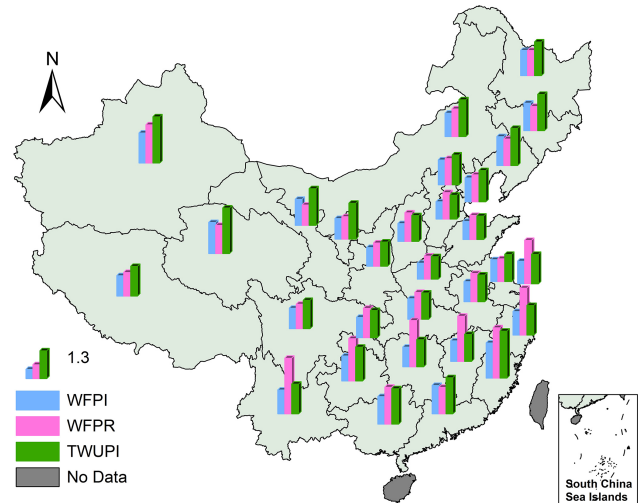 N
1.3
WFPI
WFPR
TWUPI
No Data
South China
Sea Islands